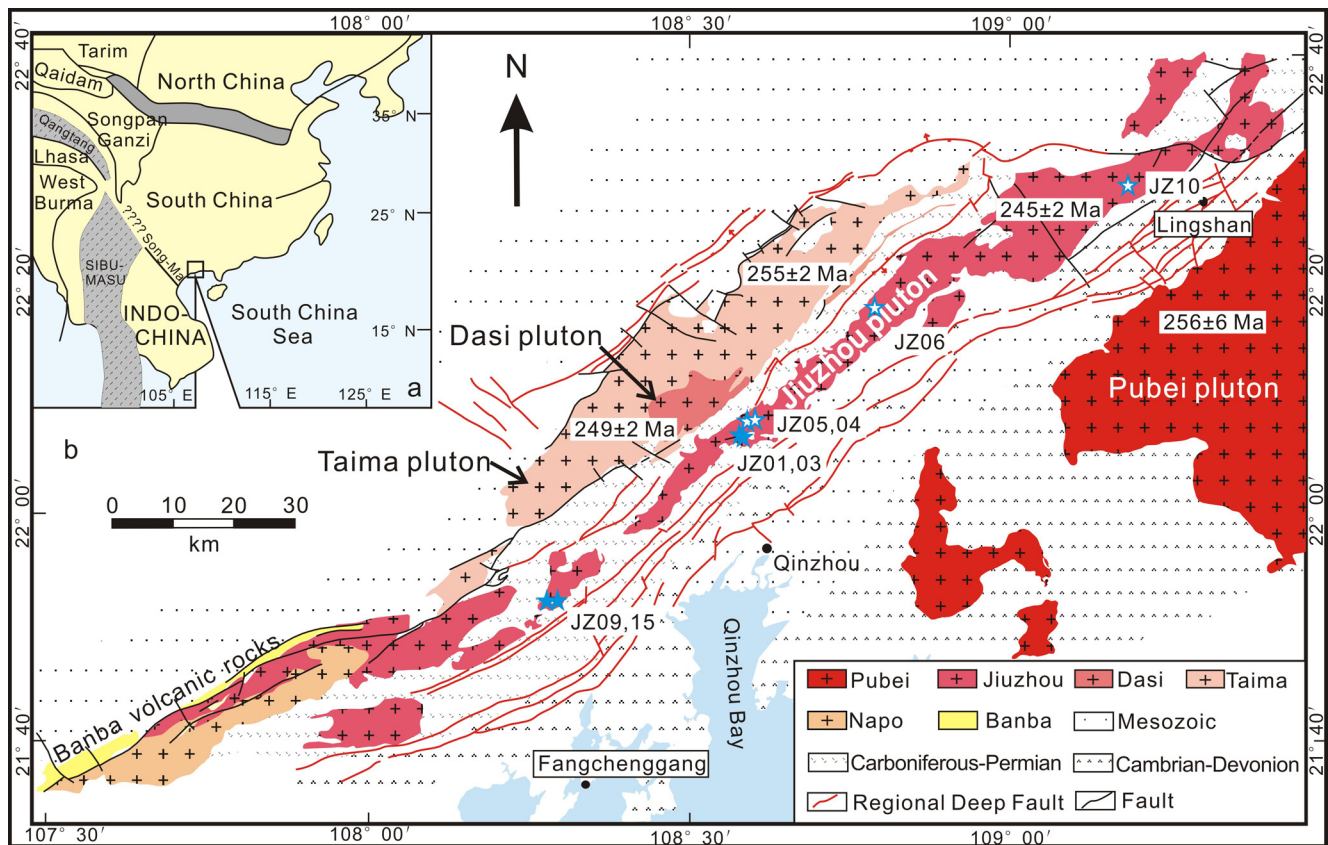 108° 00′
108° 30′
109° 00′
22° 40′
22° 20′
22° 00′
21° 40′
22° 40′
22° 20′
22° 00′
21° 40′
107° 30′
108° 00′
108° 30′
109° 00′
Tarim
Qaidam
North China
Songpan
Ganzi
Qangtang
Lhasa
West
Burma
South China
????
Song-Ma
SIBU-
MASU
INDO-
CHINA
South China
Sea
35° N
25° N
15° N
105° E
115° E
125° E
a
N
b
0 10 20 30
km
JZ10
Lingshan
245±2 Ma
255±2 Ma
256±6 Ma
Pubei pluton
Dasi pluton
Jiuzhou pluton
JZ06
249±2 Ma
JZ05,04
JZ01,03
Taima pluton
Qinzhou
JZ09,15
Qinzhou Bay
Banba volcanic rocks
Fangchenggang
Pubei
Jiuzhou
Dasi
Taima
Napo
Banba
Mesozoic
Carboniferous-Permian
Cambrian-Devonion
Regional Deep Fault
Fault